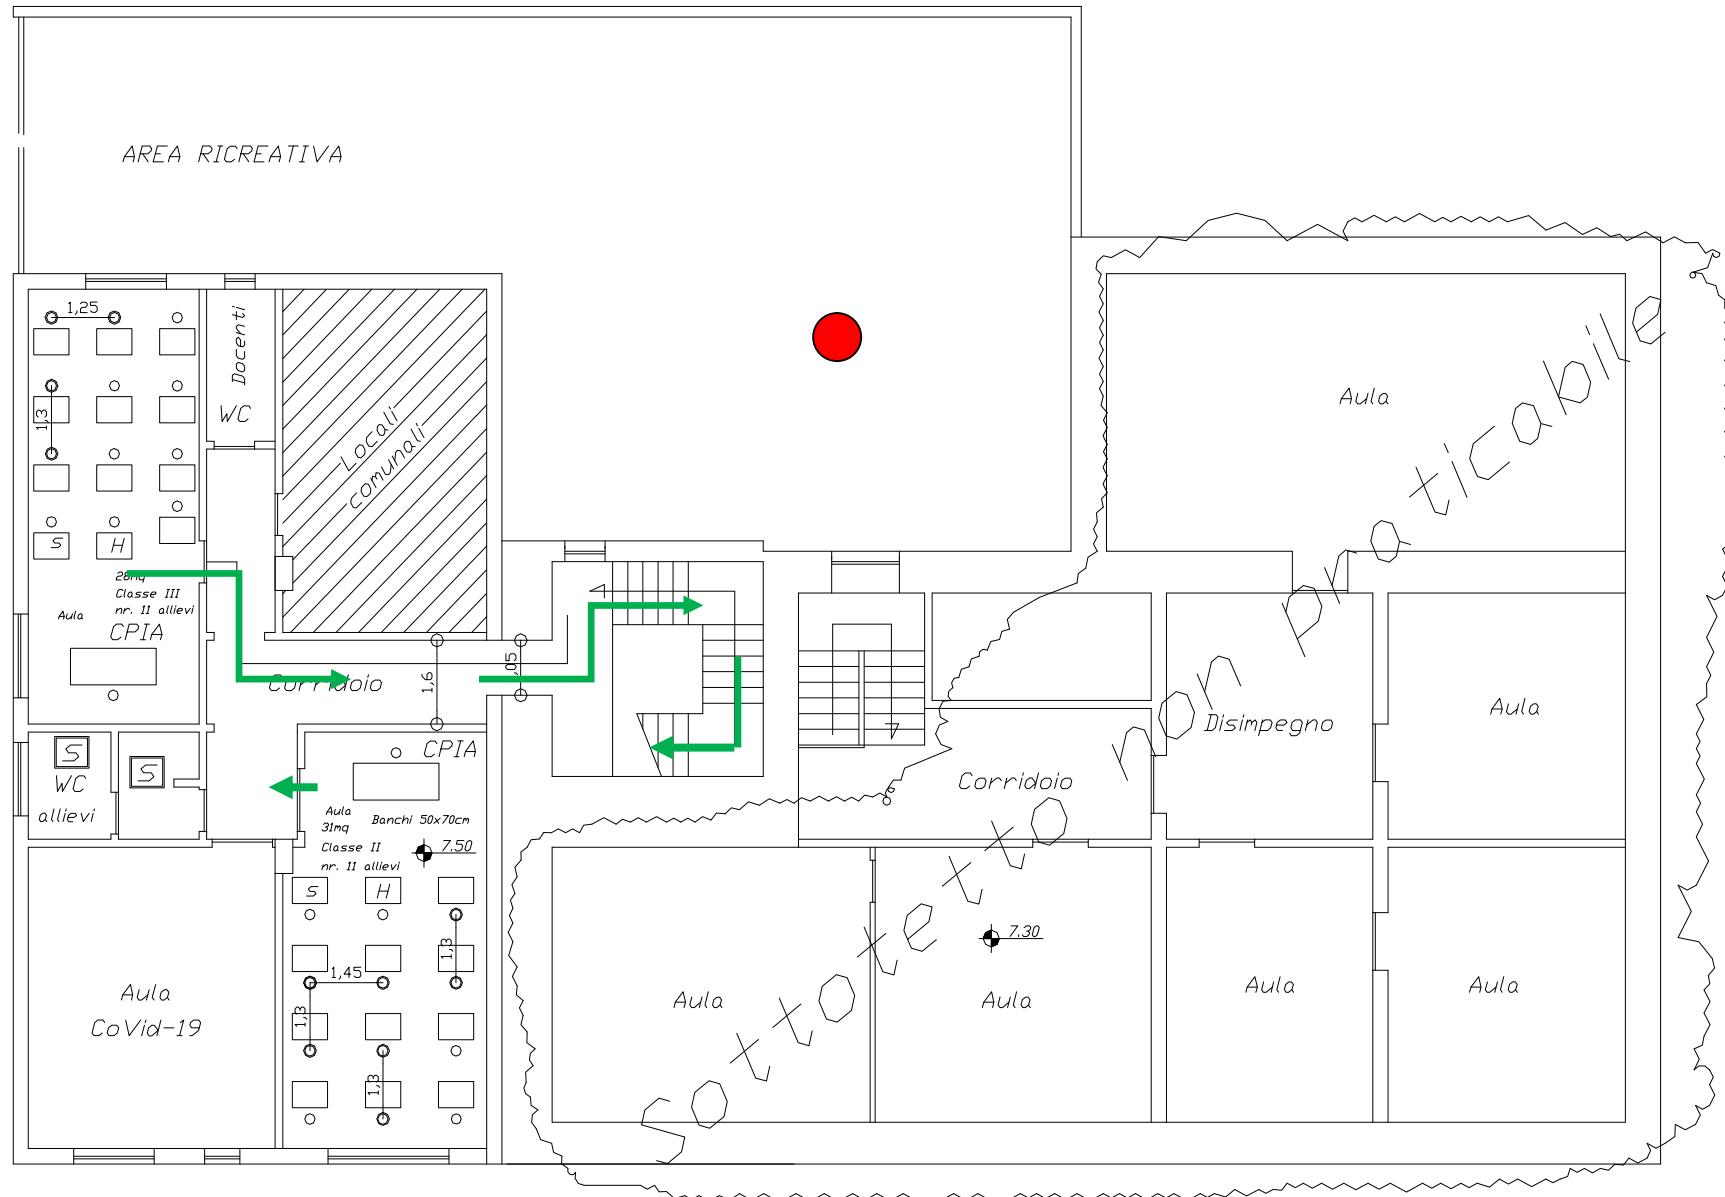 AREA RICREATIVA
1,25
1,3
S
H
28mq
Classe III
nr. 11 allievi
Aula
CPIA
Docenti
WC
Locali
comunali
Corridoio
1,6
,05
S
S
WC
allievi
CPIA
Aula
31mq
Banchi 50x70cm
Classe II
nr. 11 allievi
7.50
S
H
1,3
1,45
1,3
1,3
Aula
CoVid-19
Aula
Aula
Disimpegno
Corridoio
7.30
Aula
Aula
Aula
Aula
Sottotetto non praticabile